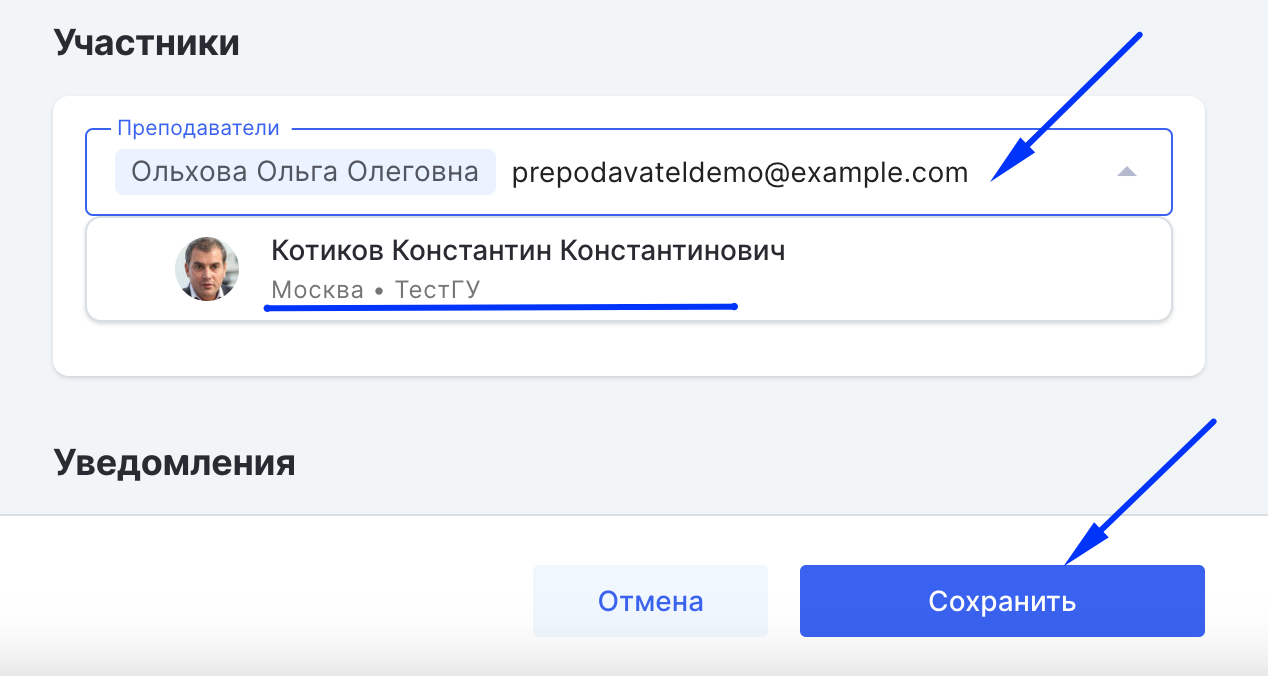 Участники
Преподаватели
Ольхова Ольга Олеговна prepodavateldemo@example.com
Котиков Константин Константинович
Москва • ТестГУ
Уведомления
Отмена Сохранить